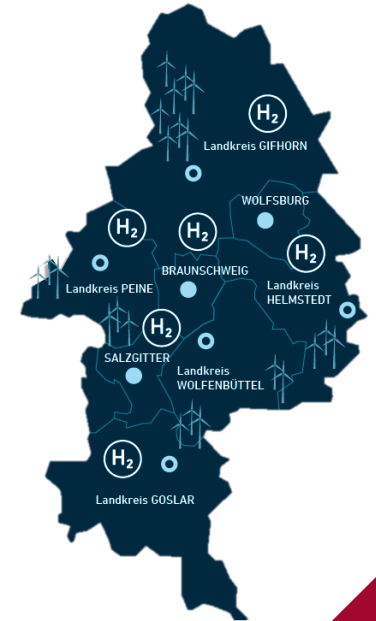 H₂
Landkreis GIFHORN
WOLFSBURG
H₂
H₂
H₂
BRAUNSCHWEIG
Landkreis PEINE
Landkreis
HELMSTEDT
H₂
SALZGITTER
Landkreis
WOLFENBÜTTEL
H₂
Landkreis GOSLAR